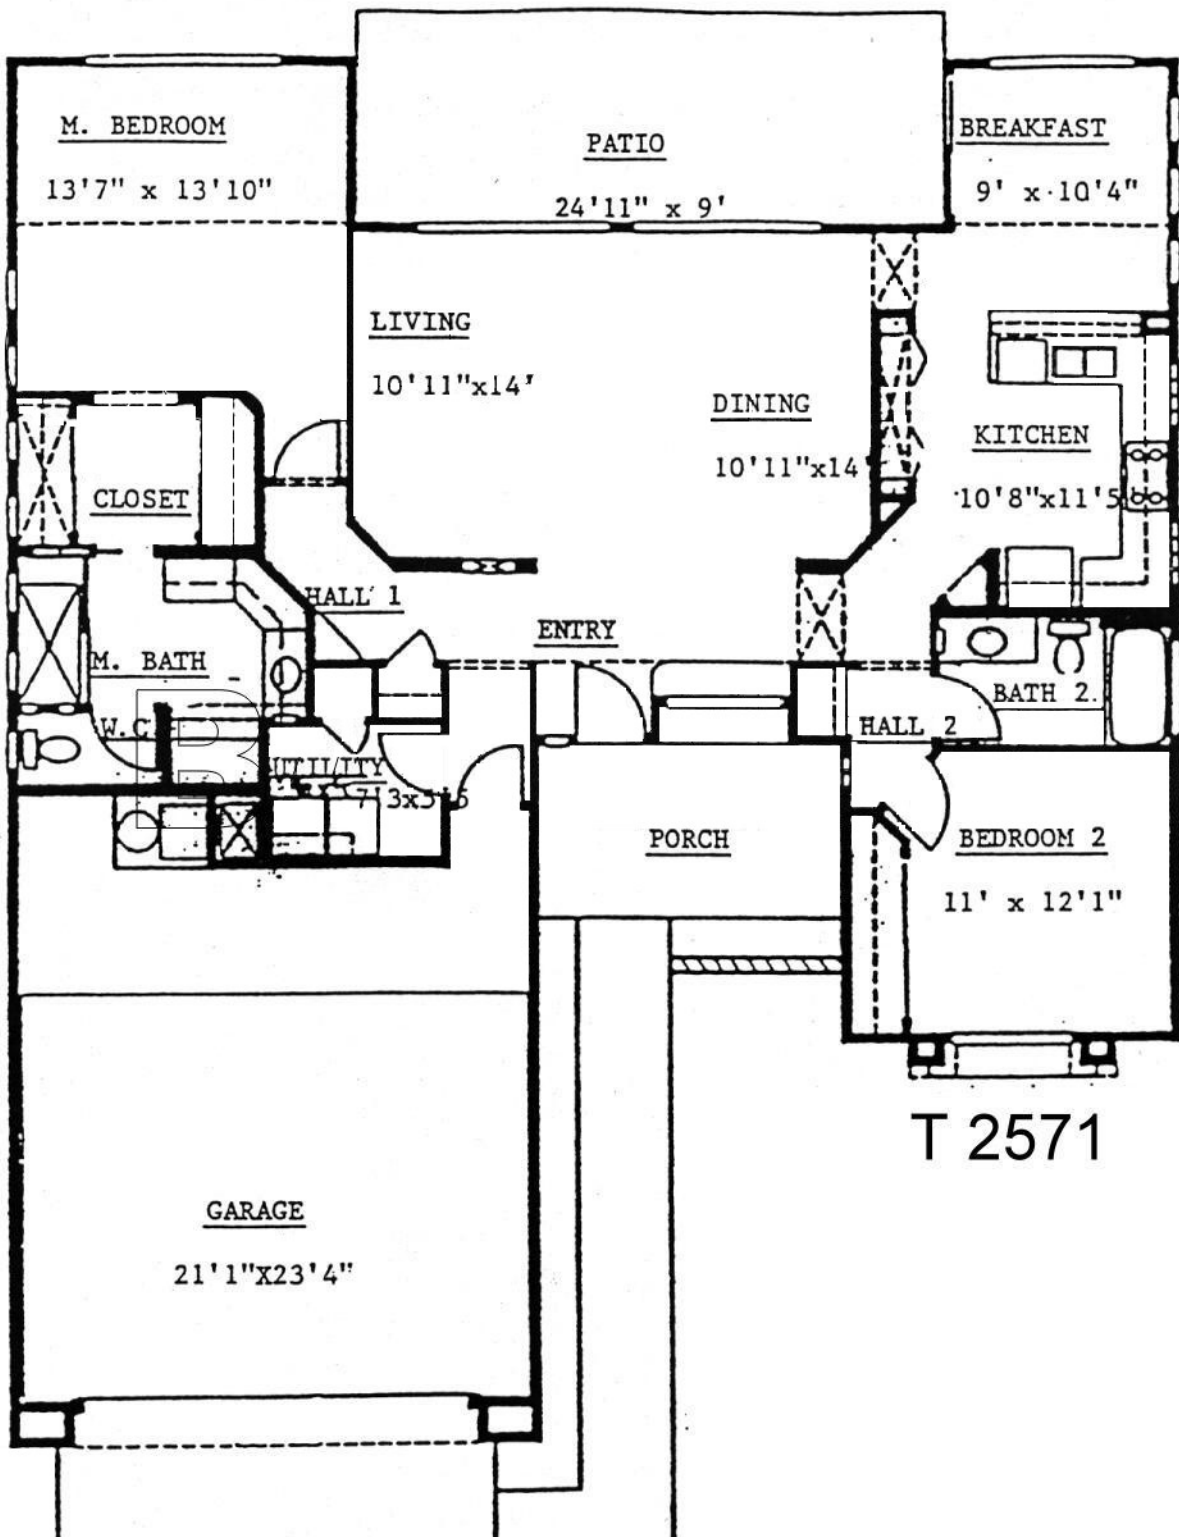 M. BEDROOM
13'7" x 13'10"
PATIO
24'11" x 9'
BREAKFAST
9' x 10'4"
LIVING
10'11"x14'
DINING
10'11"x14'
KITCHEN
10'8"x11'5
CLOSET
HALL 1
ENTRY
M. BATH
BATH 2
W.C
HALL 2
UTILITY
PORCH
BEDROOM 2
11' x 12'1"
T 2571
GARAGE
21'1"X23'4"